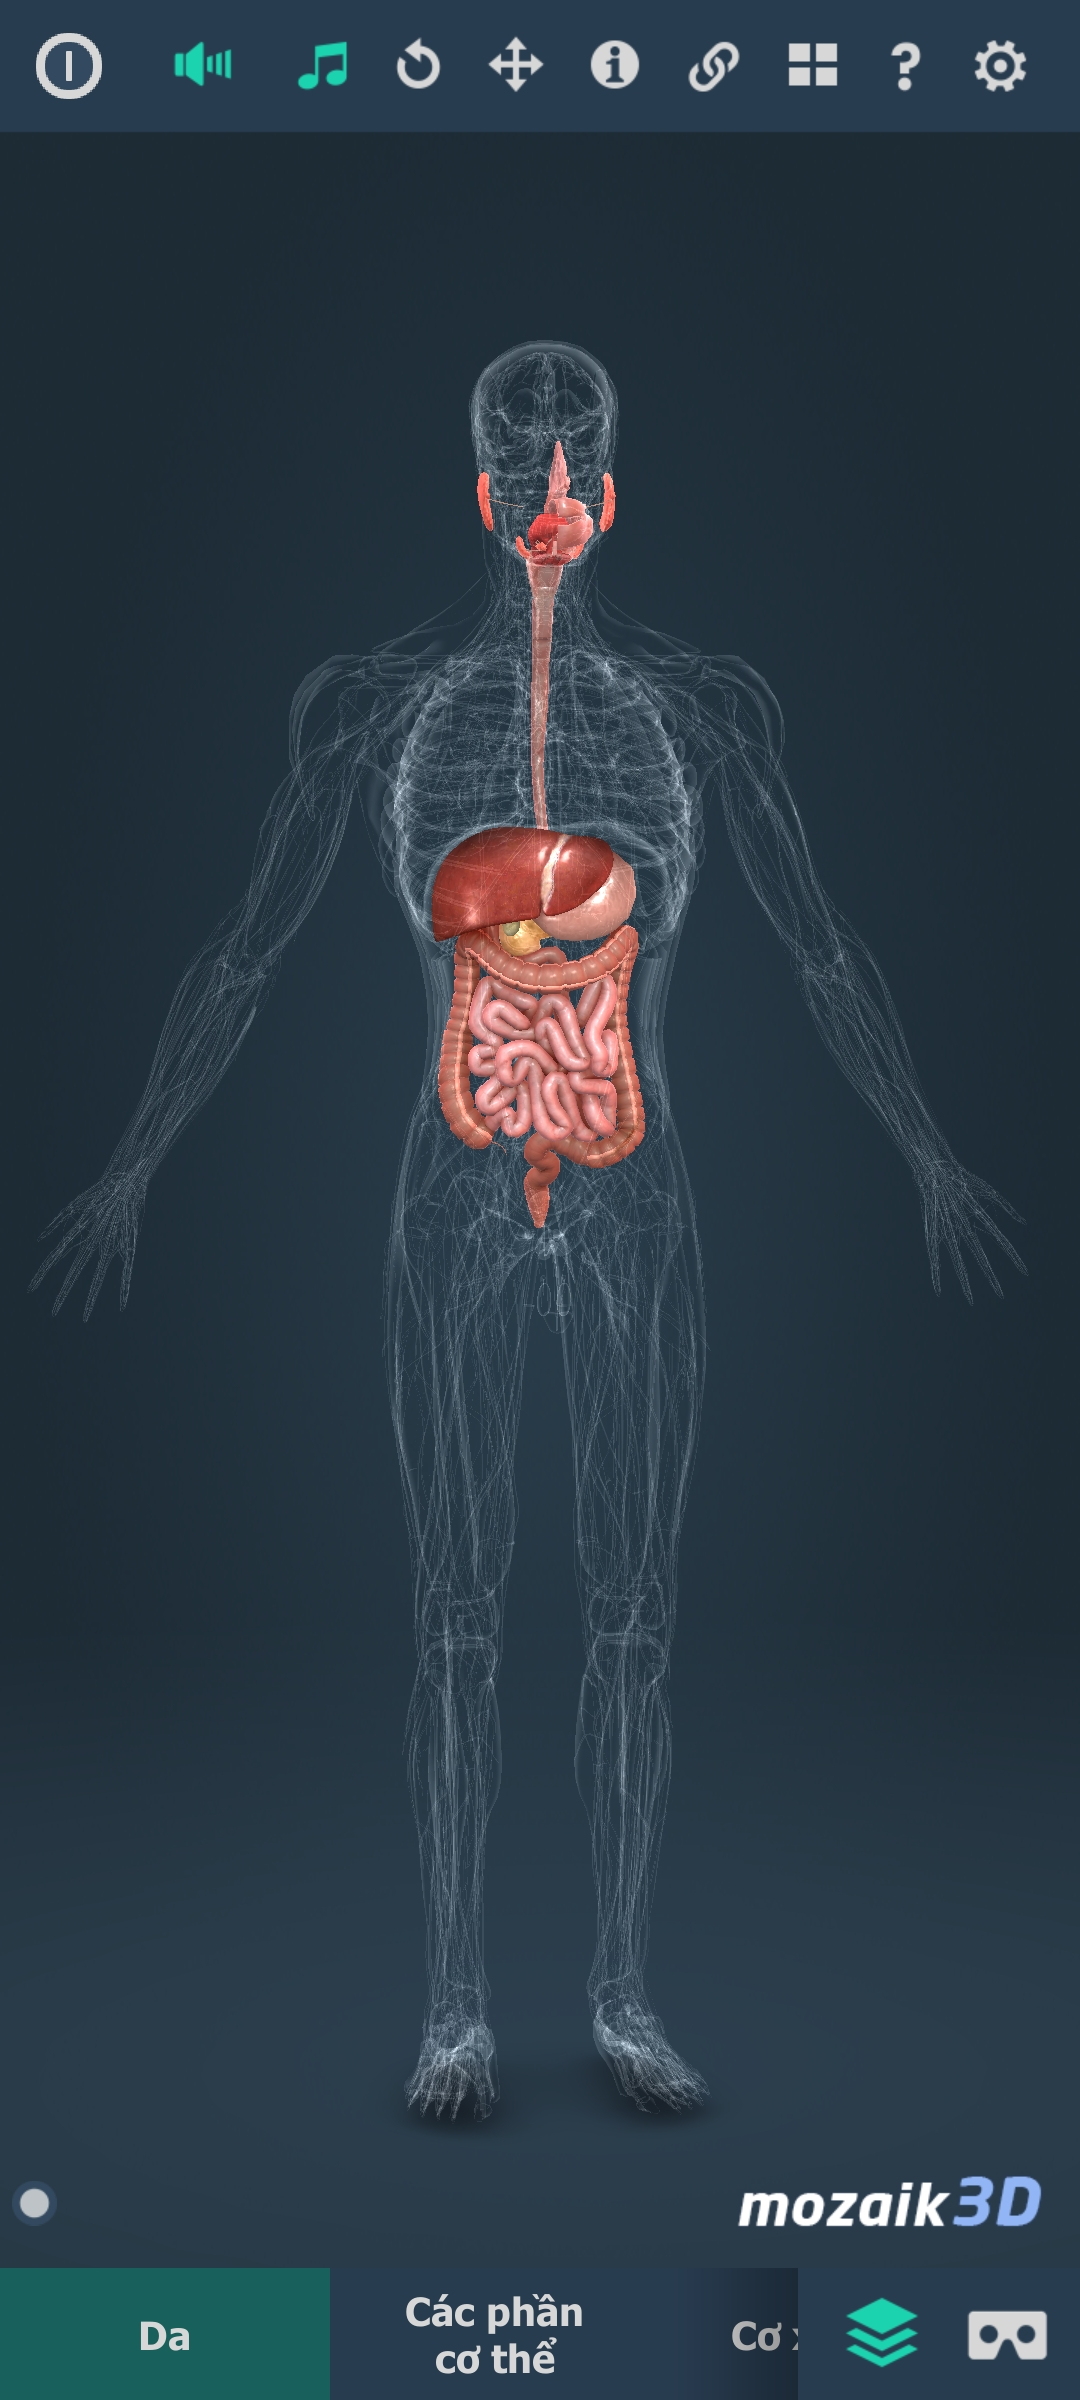 mozaik3D
Da
Các phần
cơ thể
Cơ